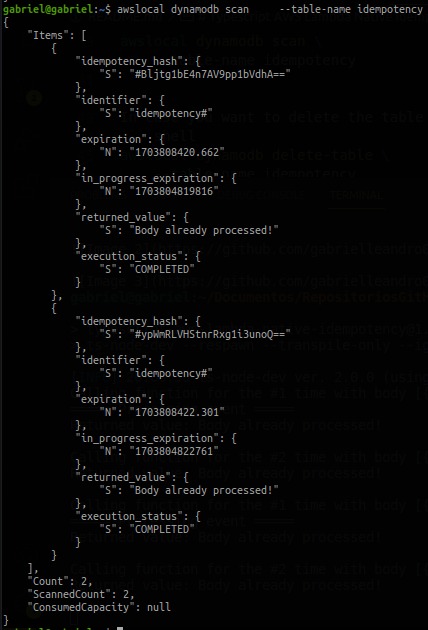 gabriel@gabriel:~$ awslocal dynamodb scan     --table-name idempotency
{
    "Items": [
        {
            "idempotency_hash": {
                "S": "#Bljtg1bE4n7AV9pp1bVdhA=="
            },
            "identifier": {
                "S": "idempotency#"
            },
            "expiration": {
                "N": "1703808420.662"
            },
            "in_progress_expiration": {
                "N": "1703804819816"
            },
            "returned_value": {
                "S": "Body already processed!"
            },
            "execution_status": {
                "S": "COMPLETED"
            }
        },
        {
            "idempotency_hash": {
                "S": "#ypWmRLVHStnrRxg1i3unoQ=="
            },
            "identifier": {
                "S": "idempotency#"
            },
            "expiration": {
                "N": "1703808422.301"
            },
            "in_progress_expiration": {
                "N": "1703804822761"
            },
            "returned_value": {
                "S": "Body already processed!"
            },
            "execution_status": {
                "S": "COMPLETED"
            }
        }
    ],
    "Count": 2,
    "ScannedCount": 2,
    "ConsumedCapacity": null
}